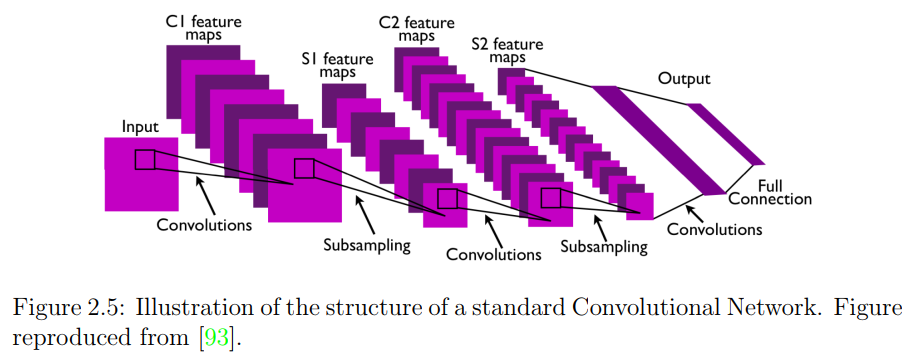 C1 feature
maps
S1 feature
maps
C2 feature
maps
S2 feature
maps
Output
Input
Convolutions
Subsampling
Convolutions
Subsampling
Convolutions
Full
Connection
Figure 2.5: Illustration of the structure of a standard Convolutional Network. Figure
reproduced from [93].